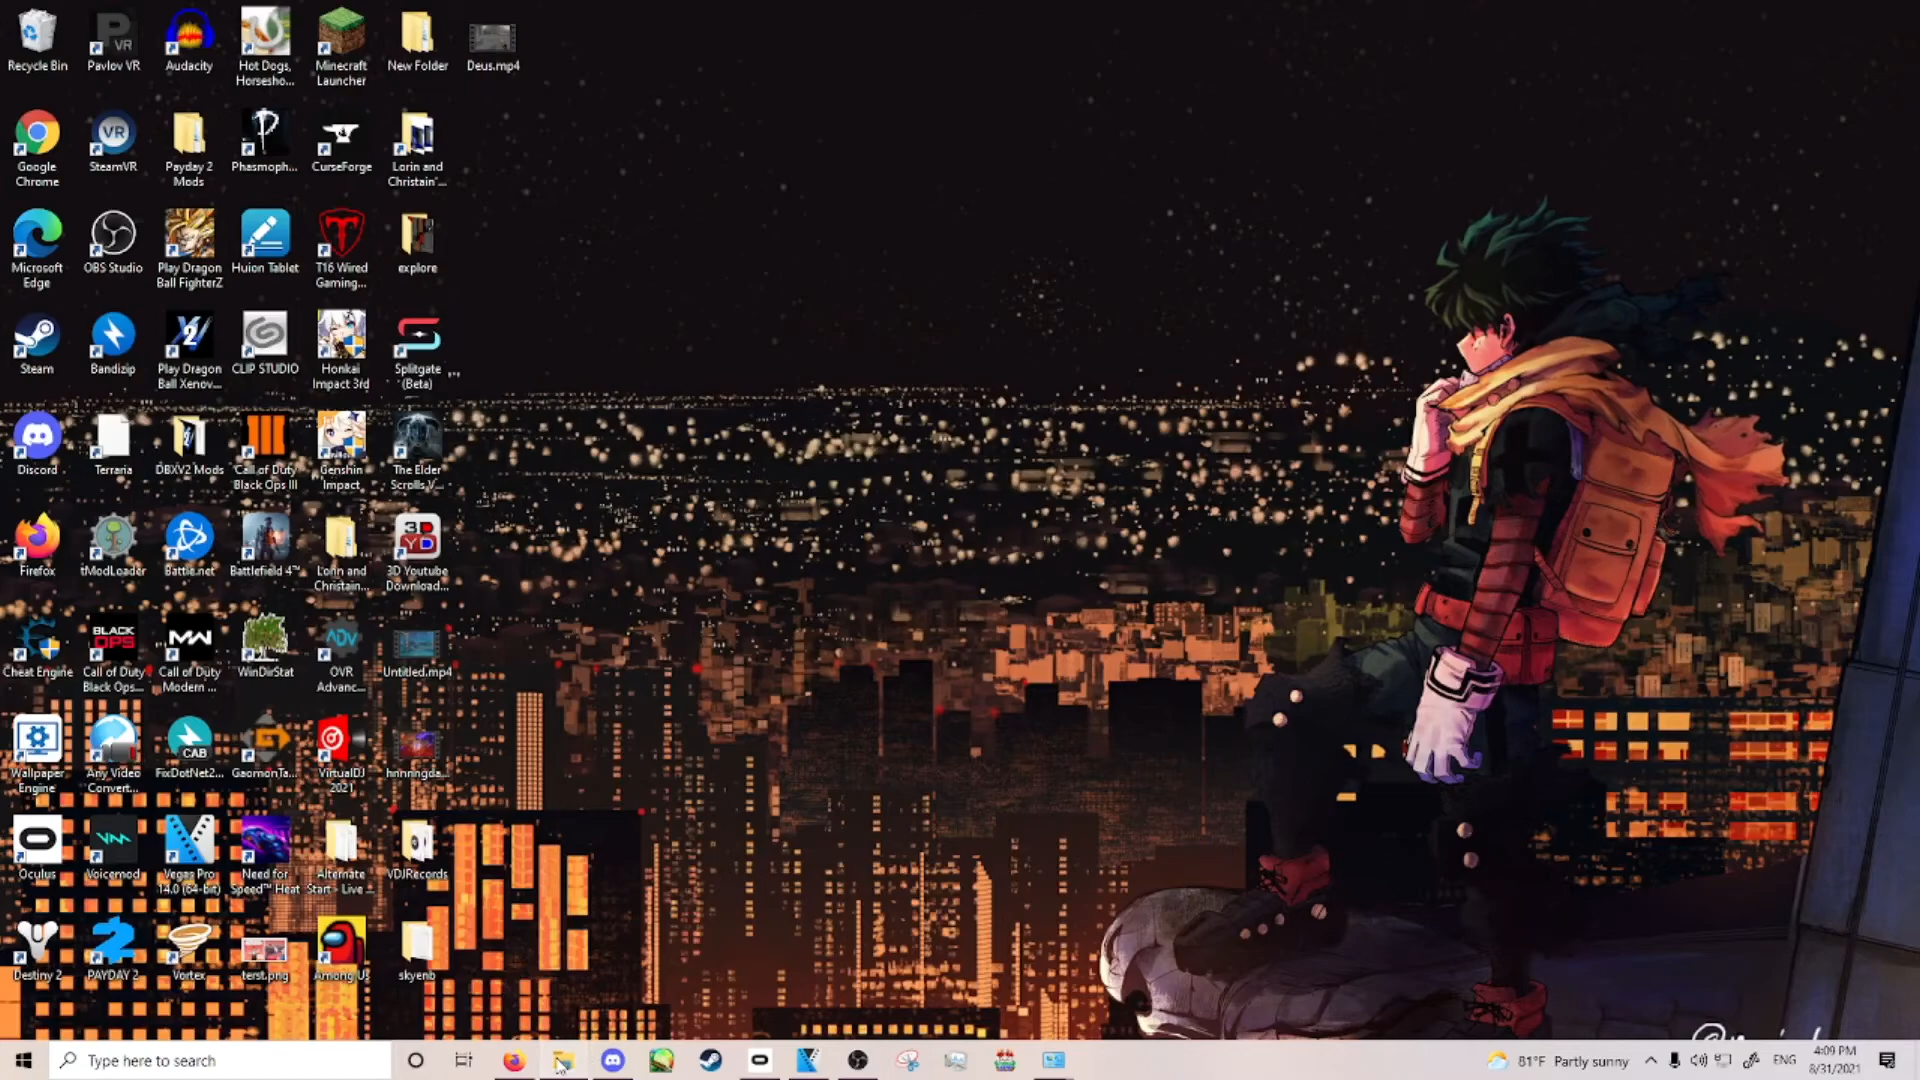 Recycle Bin
Pavlov VR
Audacity
Hot Dogs,
Horsesho...
Minecraft
Launcher
New Folder
Deus.mp4
Google
Chrome
SteamVR
Payday 2
Mods
Phasmoph...
CurseForge
Lorin and
Christain'...
Microsoft
Edge
OBS Studio
Play Dragon
Ball FighterZ
Huion Tablet
T16 Wired
Gaming...
explore
Steam
Bandizip
Play Dragon
Ball Xenov...
CLIP STUDIO
Honkai
Impact 3rd
Splitgate
(Beta)
Discord
Terraria
DBXV2 Mods
Call of Duty
Black Ops III
Genshin
Impact
The Elder
Scrolls V...
Firefox
tModLoader
Battle.net
Battlefield 4™
Lorin and
Christain...
3D Youtube
Download...
Cheat Engine
Call of Duty
Black Ops...
Call of Duty
Modern ...
WinDirStat
OVR
Advanc...
Untitled.mp4
Wallpaper
Engine
Any Video
Convert...
FixDotNet2...
GaomonTa...
VirtualDJ
2021
hnnnngda...
Oculus
Voicemod
Vegas Pro
14.0 (64-bit)
Need for
Speed™ Heat
Alternate
Start - Live ...
VDJRecords
Destiny 2
PAYDAY 2
Vortex
terst.png
Among Us
skyenb
Type here to search
81°F Partly sunny
ENG
4:09 PM
8/31/2021